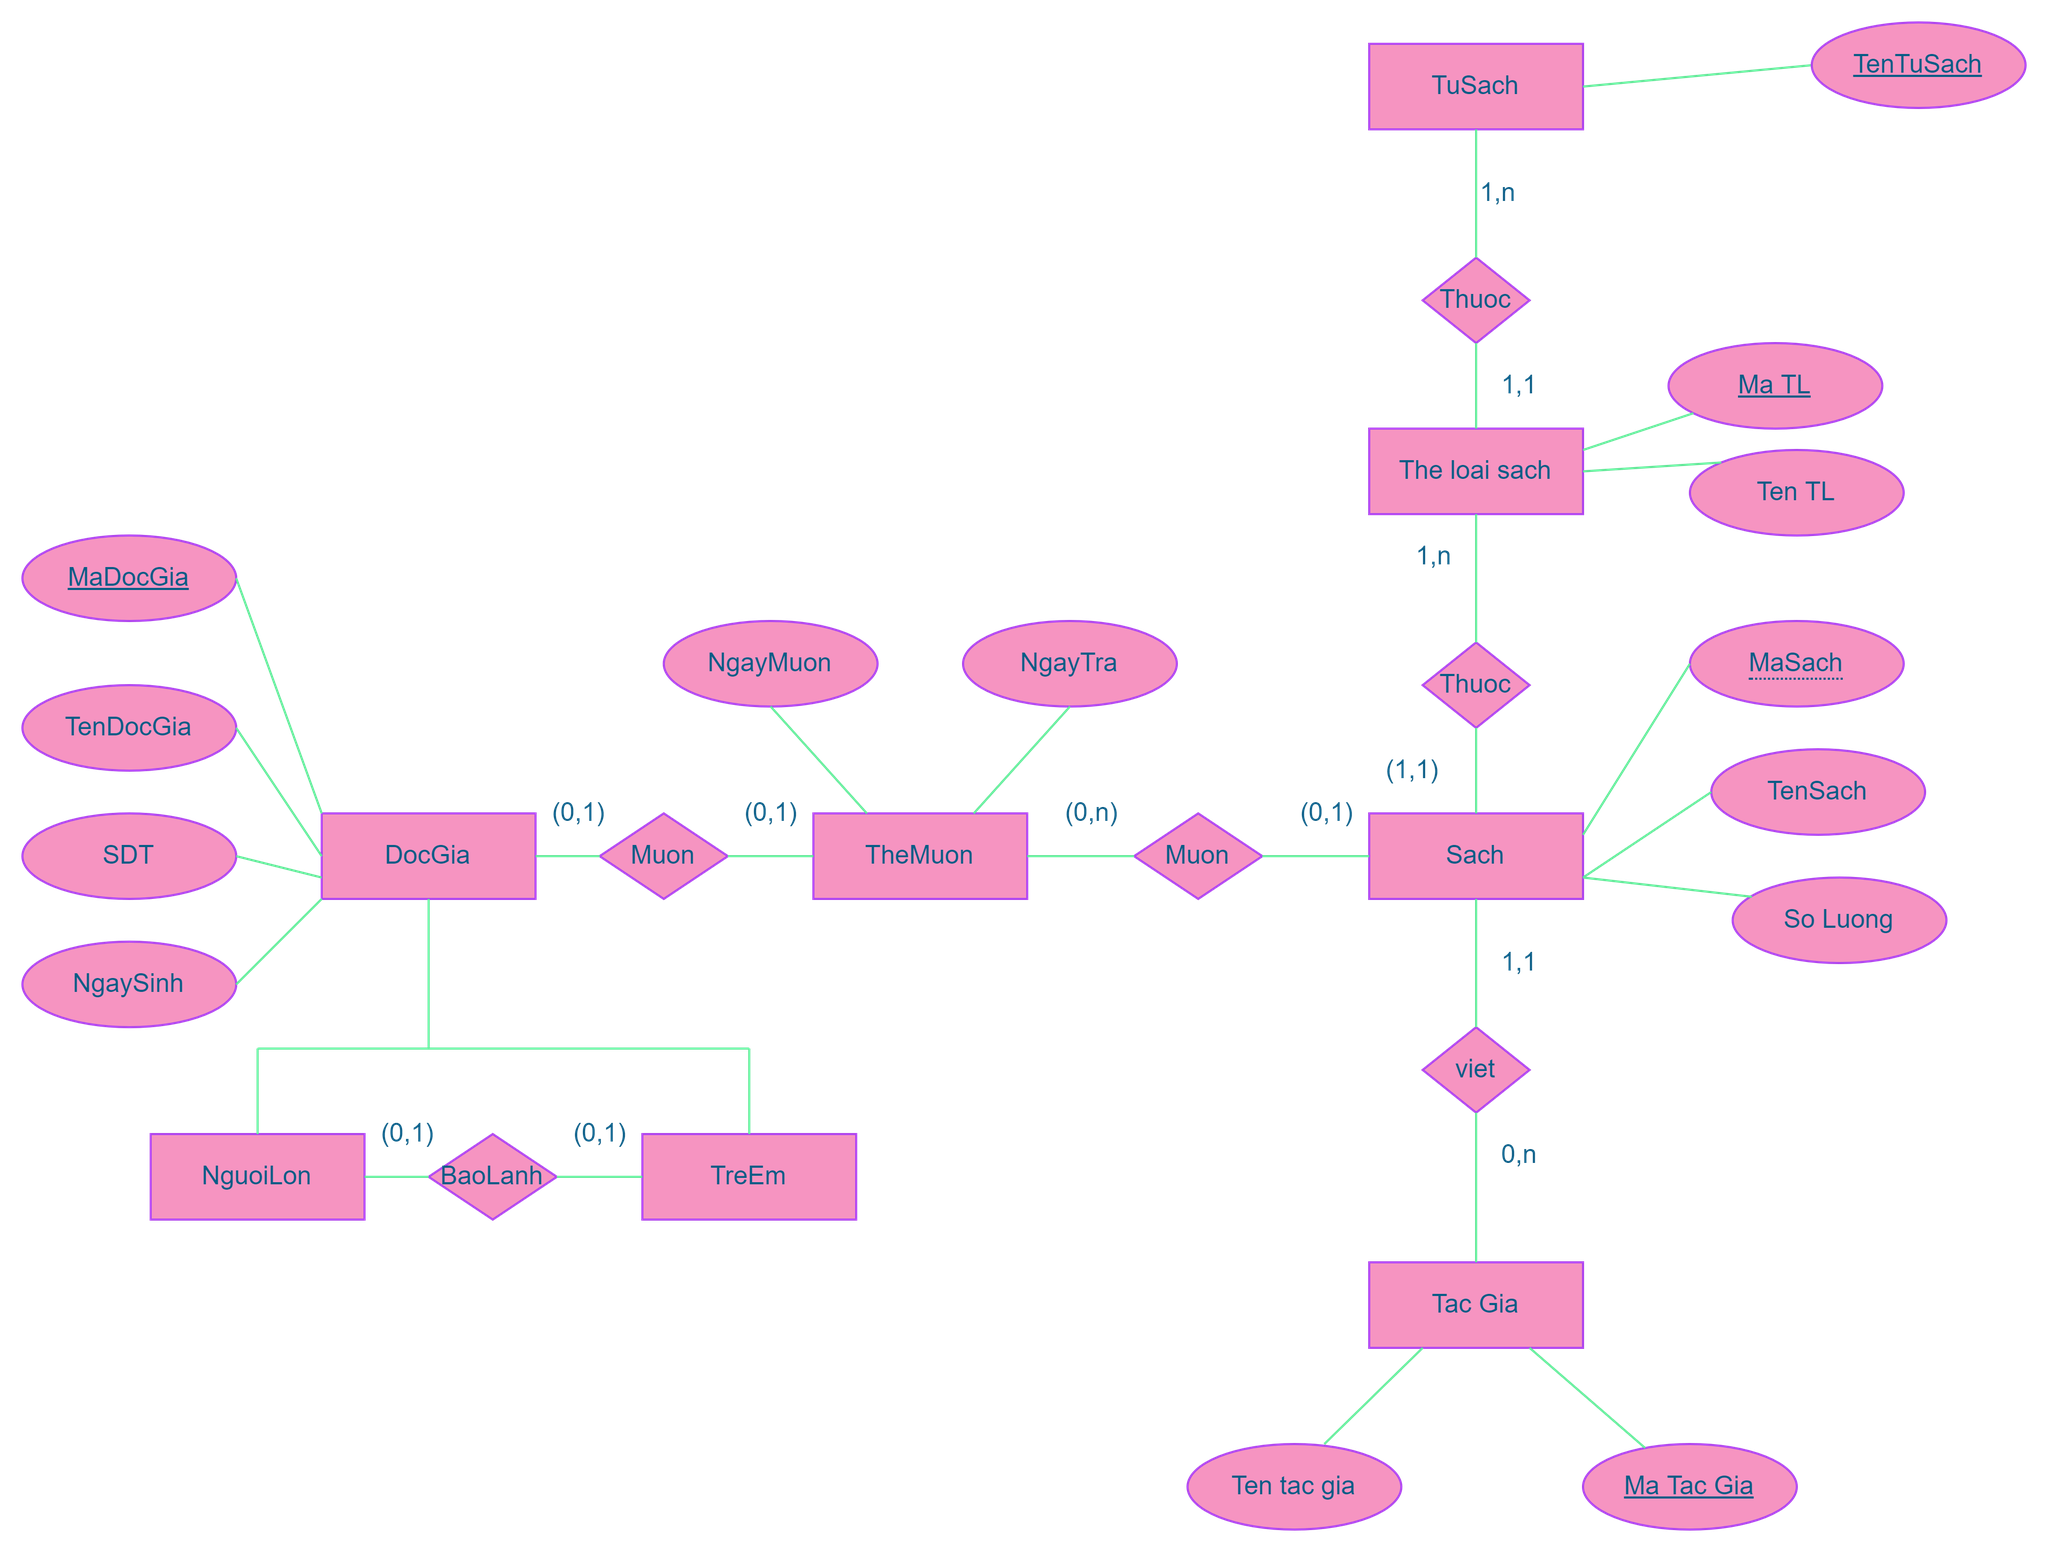 TuSach
TenTuSach
1,n
Thuoc
1,1
Ma TL
The loai sach
Ten TL
1,n
MaDocGia
NgayMuon
NgayTra
Thuoc
MaSach
TenDocGia
(1,1)
TenSach
(0,1)
(0,1)
(0,n)
(0,1)
SDT
DocGia
Muon
TheMuon
Muon
Sach
So Luong
NgaySinh
1,1
viet
(0,1)
(0,1)
0,n
NguoiLon
BaoLanh
TreEm
Tac Gia
Ten tac gia
Ma Tac Gia